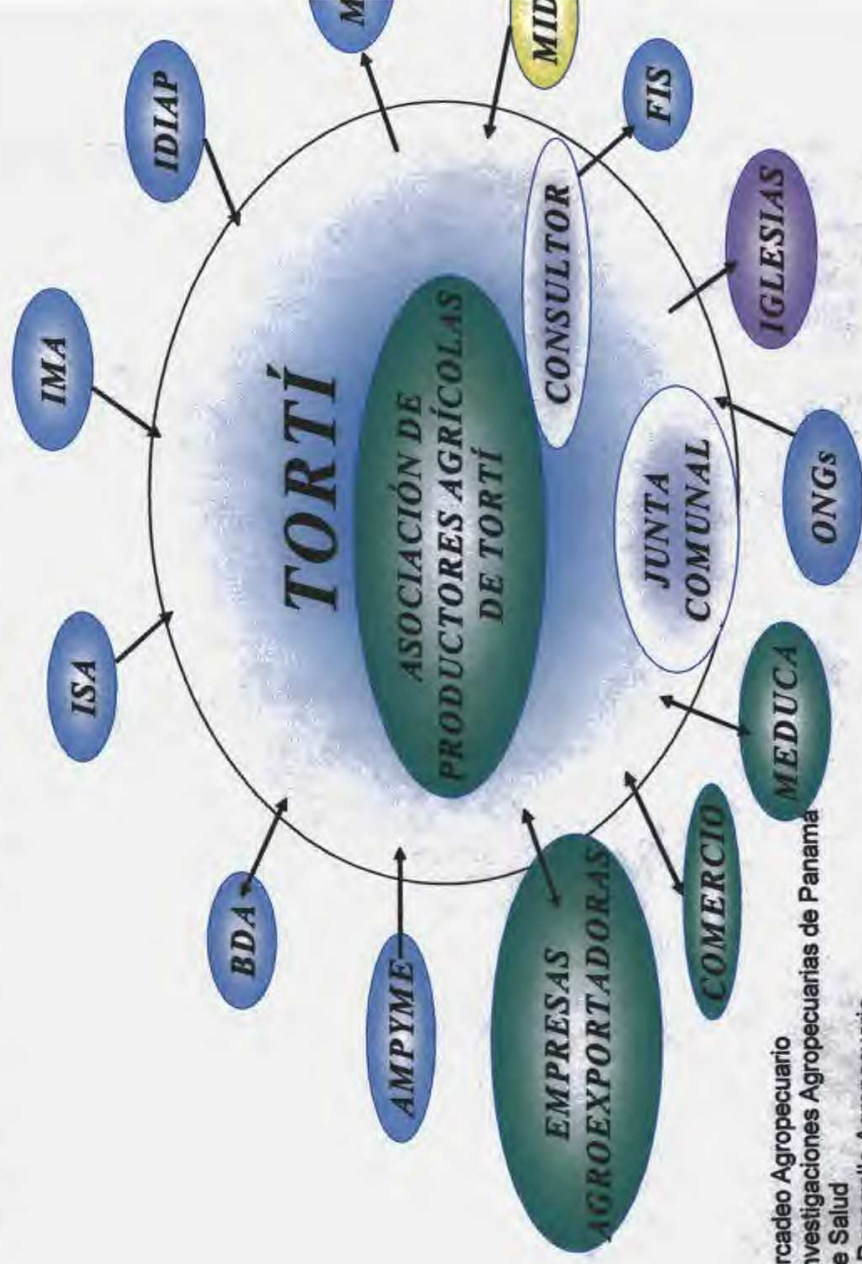 IMA
ISA
IDIAP
BDA
M
TORTÍ
AMPYME
ASOCIACIÓN DE
PRODUCTORES AGRÍCOLAS
DE TORTÍ
MID
CONSULTOR
EMPRESAS
AGROEXPORTADORAS
FIS
JUNTA
COMUNAL
COMERCIO
IGLESIAS
MEDUCA
ONGs
rcadeo Agropecuario
nvestigaciones Agropecuarias de Panama
e Salud